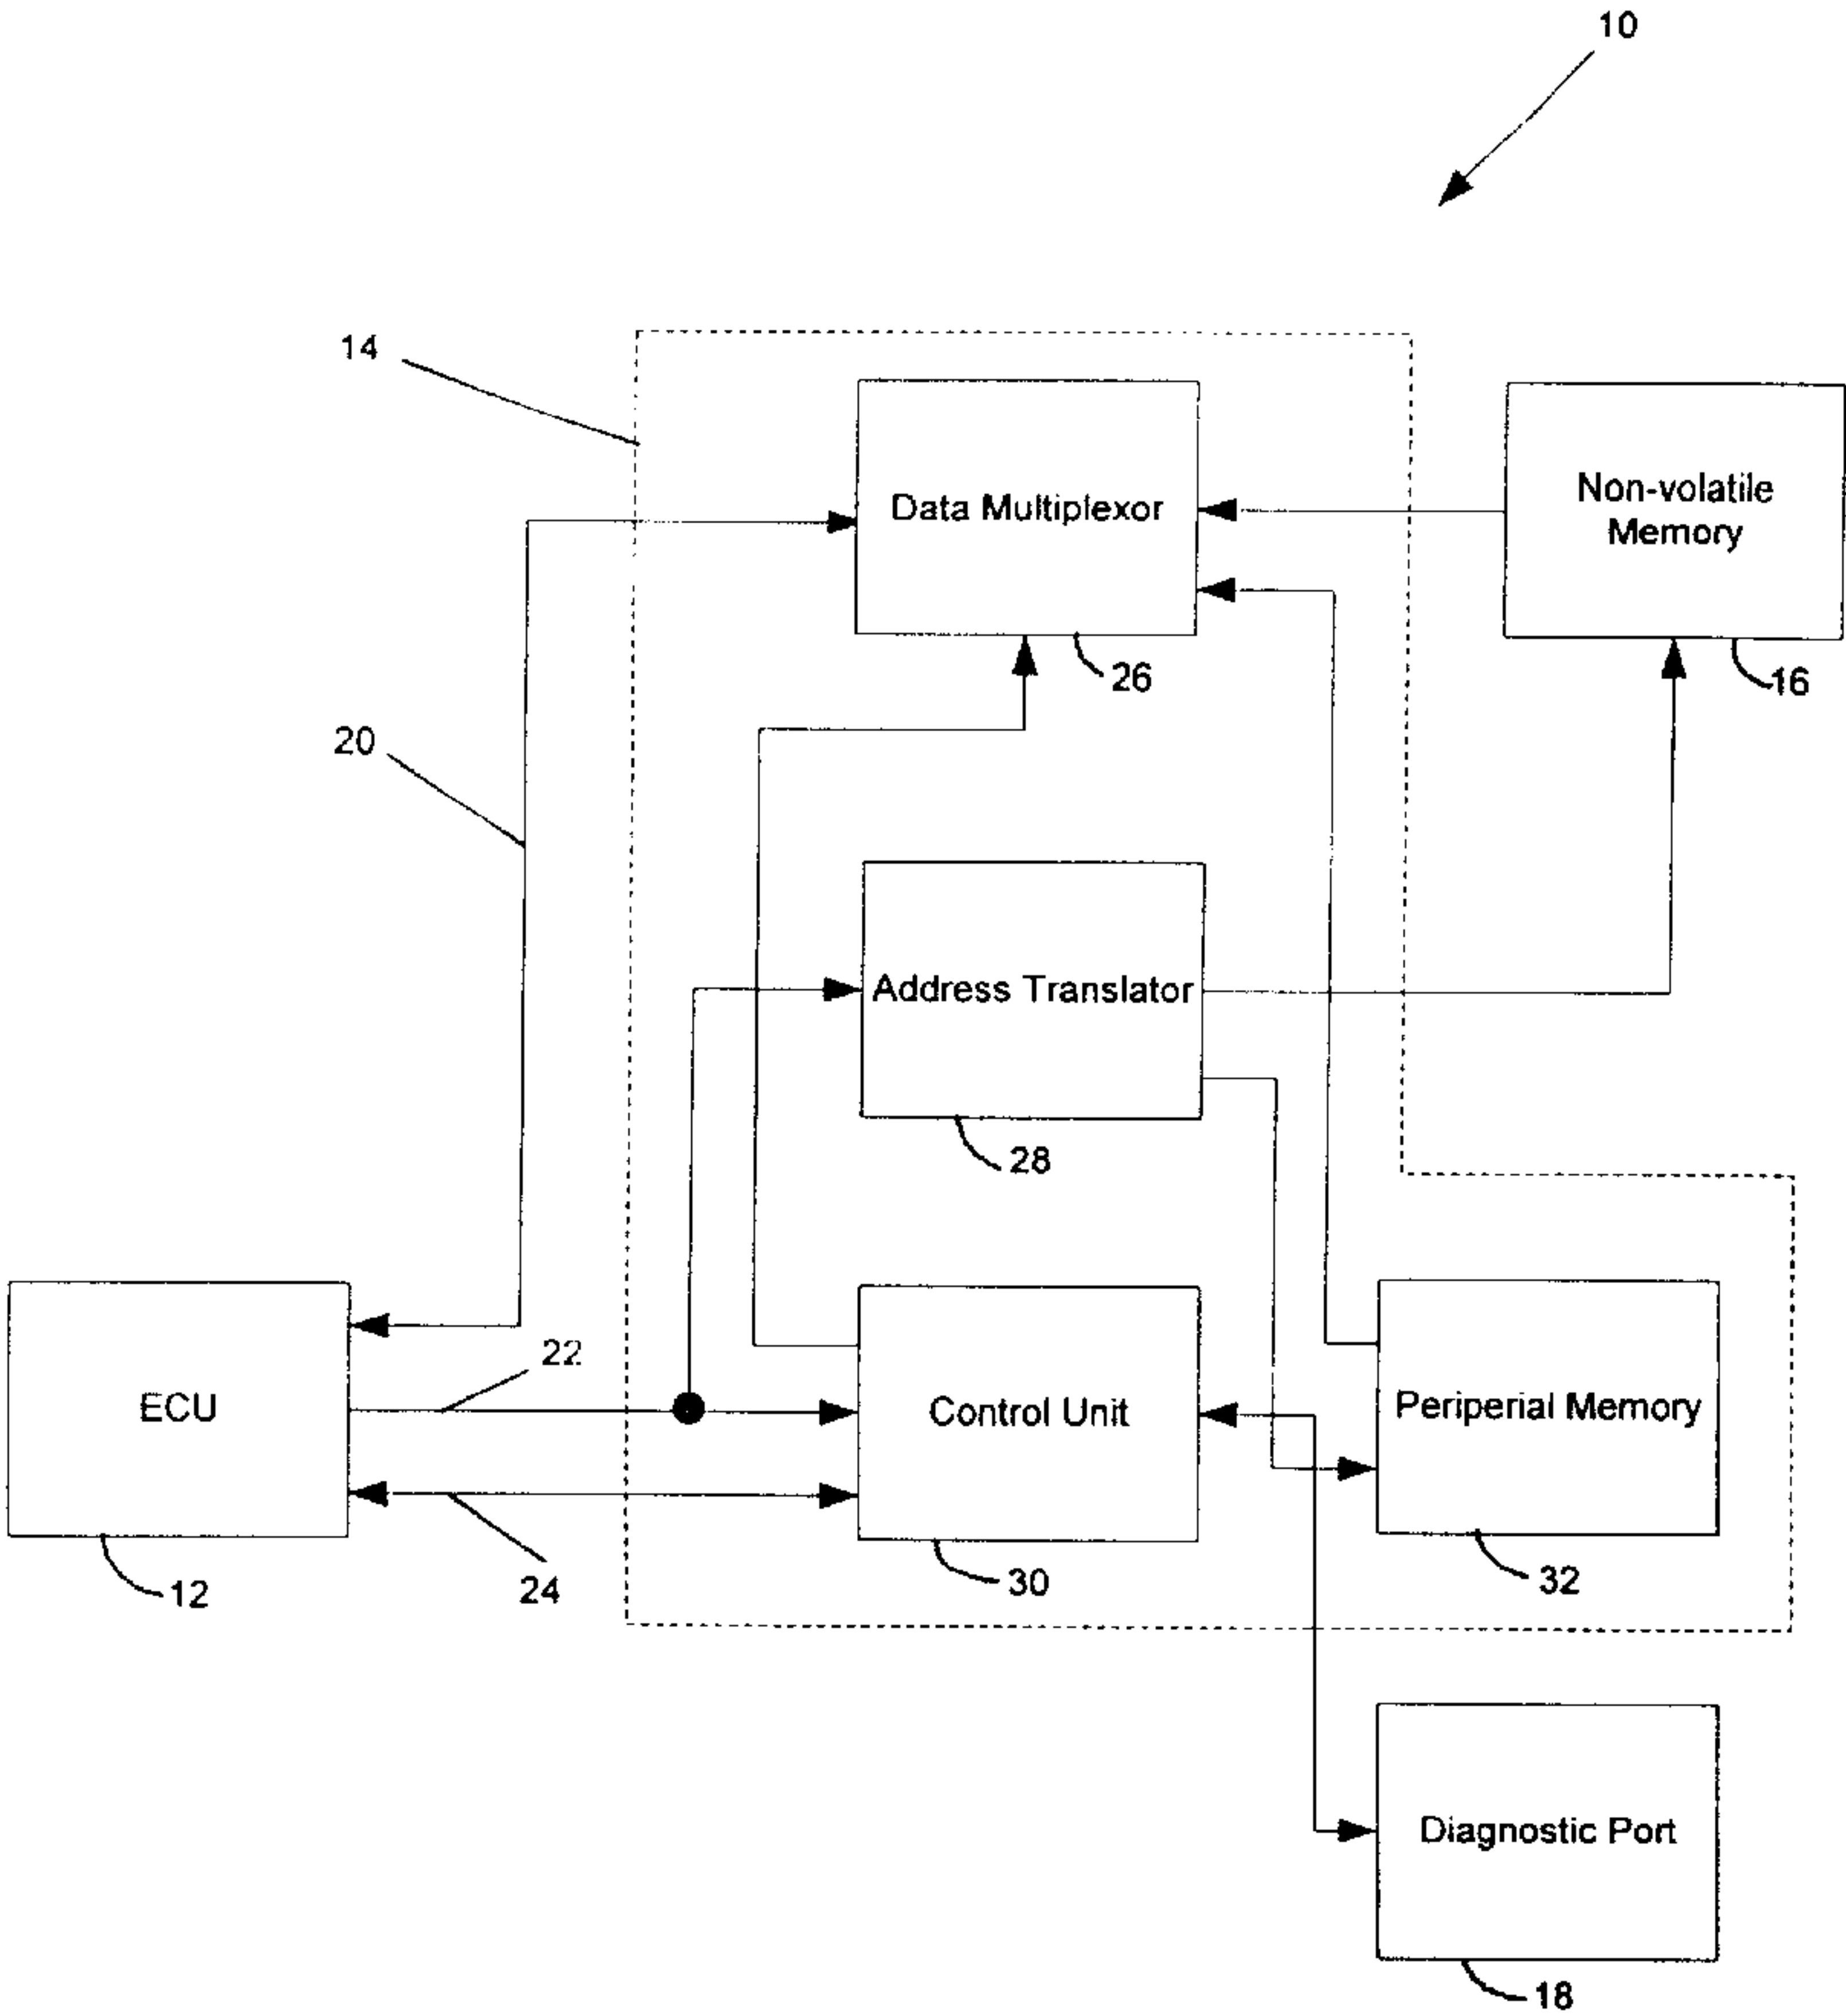 10
14
Data Multiplexor
Non-volatile
Memory
26
16
20
Address Translator
28
22
ECU
Control Unit
Periperial Memory
12
24
30
32
Diagnostic Port
18